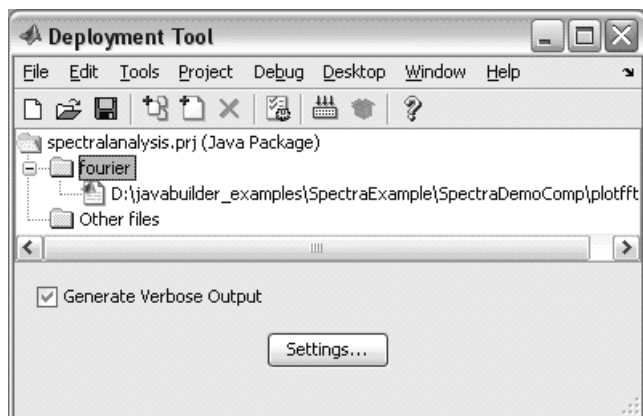 Deployment Tool
File Edit Tools Project Debug Desktop Window Help
spectralanalysis.prj (Java Package)
fourier
D:\javabuilder_examples\SpectraExample\SpectraDemoComp\plotfft
Other files
Generate Verbose Output
Settings...